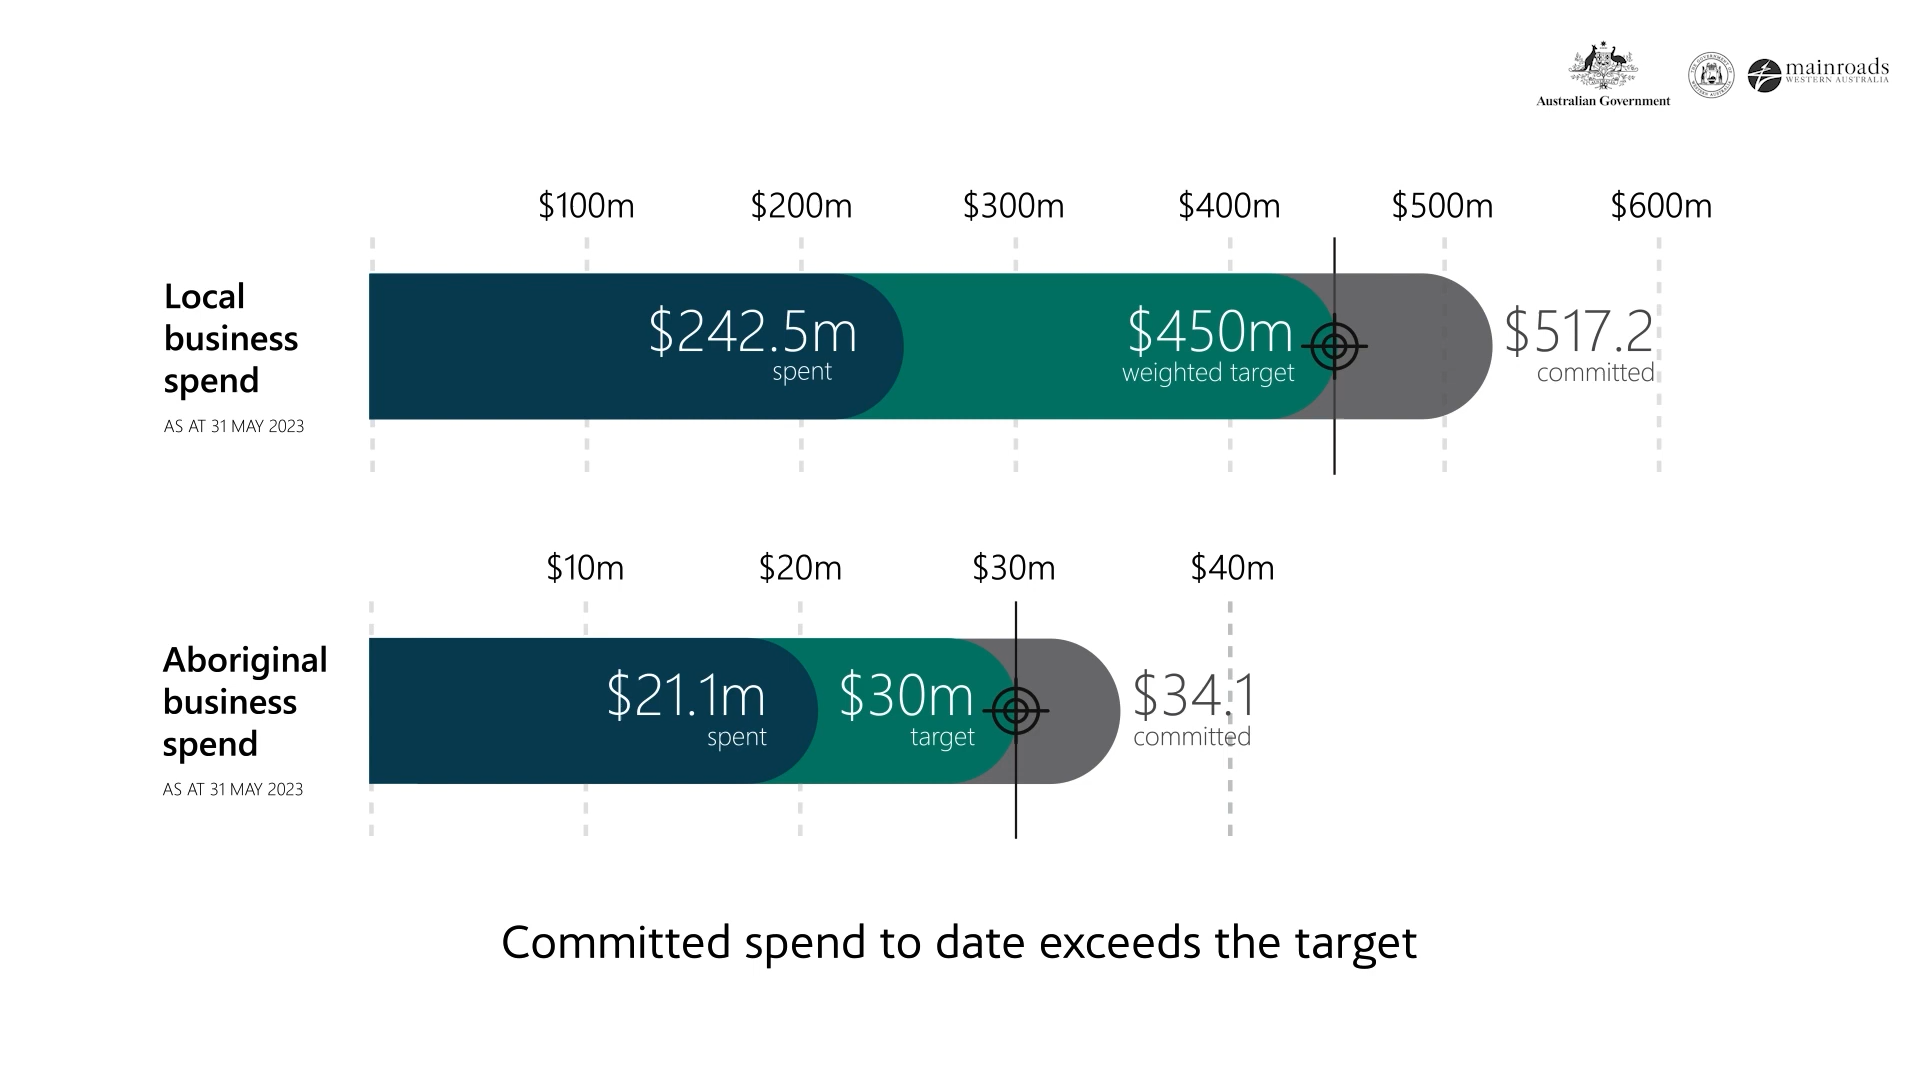 Australian Government
mainroads
WESTERN AUSTRALIA
$100m $200m $300m $400m $500m $600m
Local
business
spend
AS AT 31 MAY 2023
$242.5m
spent
$450m
weighted target
$517.2
committed
$10m $20m $30m $40m
Aboriginal
business
spend
AS AT 31 MAY 2023
$21.1m
spent
$30m
target
$34.1
committed
Committed spend to date exceeds the target